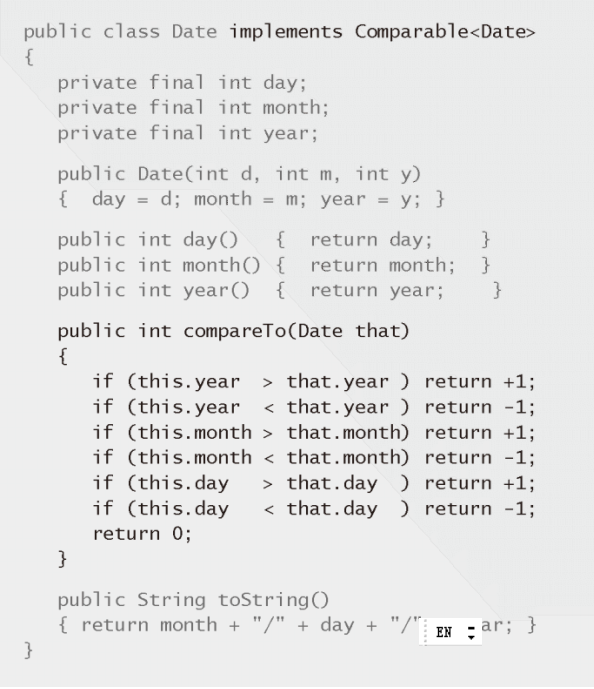 public class Date implements Comparable<Date>
{
private final int day;
private final int month;
private final int year;
public Date(int d, int m, int y)
{ day = d; month = m; year = y; }
public int day() { return day; }
public int month() { return month; }
public int year() { return year; }
public int compareTo(Date that)
{
if (this.year > that.year ) return +1;
if (this.year < that.year ) return -1;
if (this.month > that.month) return +1;
if (this.month < that.month) return -1;
if (this.day > that.day ) return +1;
if (this.day < that.day ) return -1;
return 0;
}
public String toString()
{ return month + "/" + day + "/" ar; }
EN
}